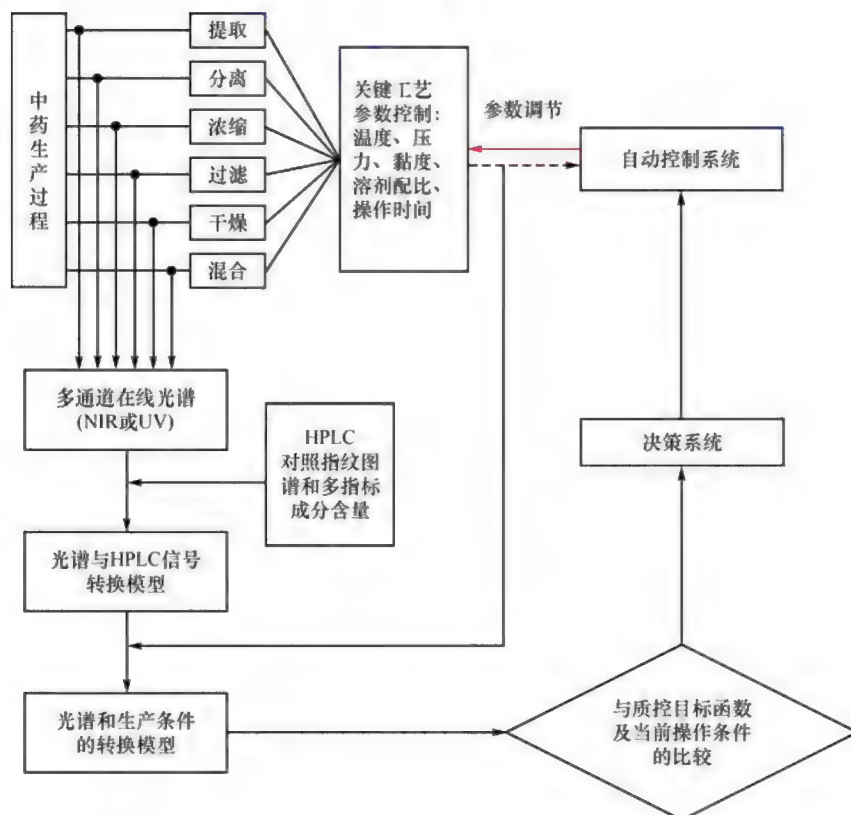 中药生产过程
提取
分离
浓缩
过滤
干燥
混合
关键工艺
参数控制：
温度、压
力、黏度、
溶剂配比、
操作时间
参数调节
自动控制系统
多通道在线光谱
(NIR或UV)
HPLC
对照指纹图
谱和多指标
成分含量
决策系统
光谱与HPLC信号
转换模型
光谱和生产条件
的转换模型
与质控目标函数
及当前操作条件
的比较